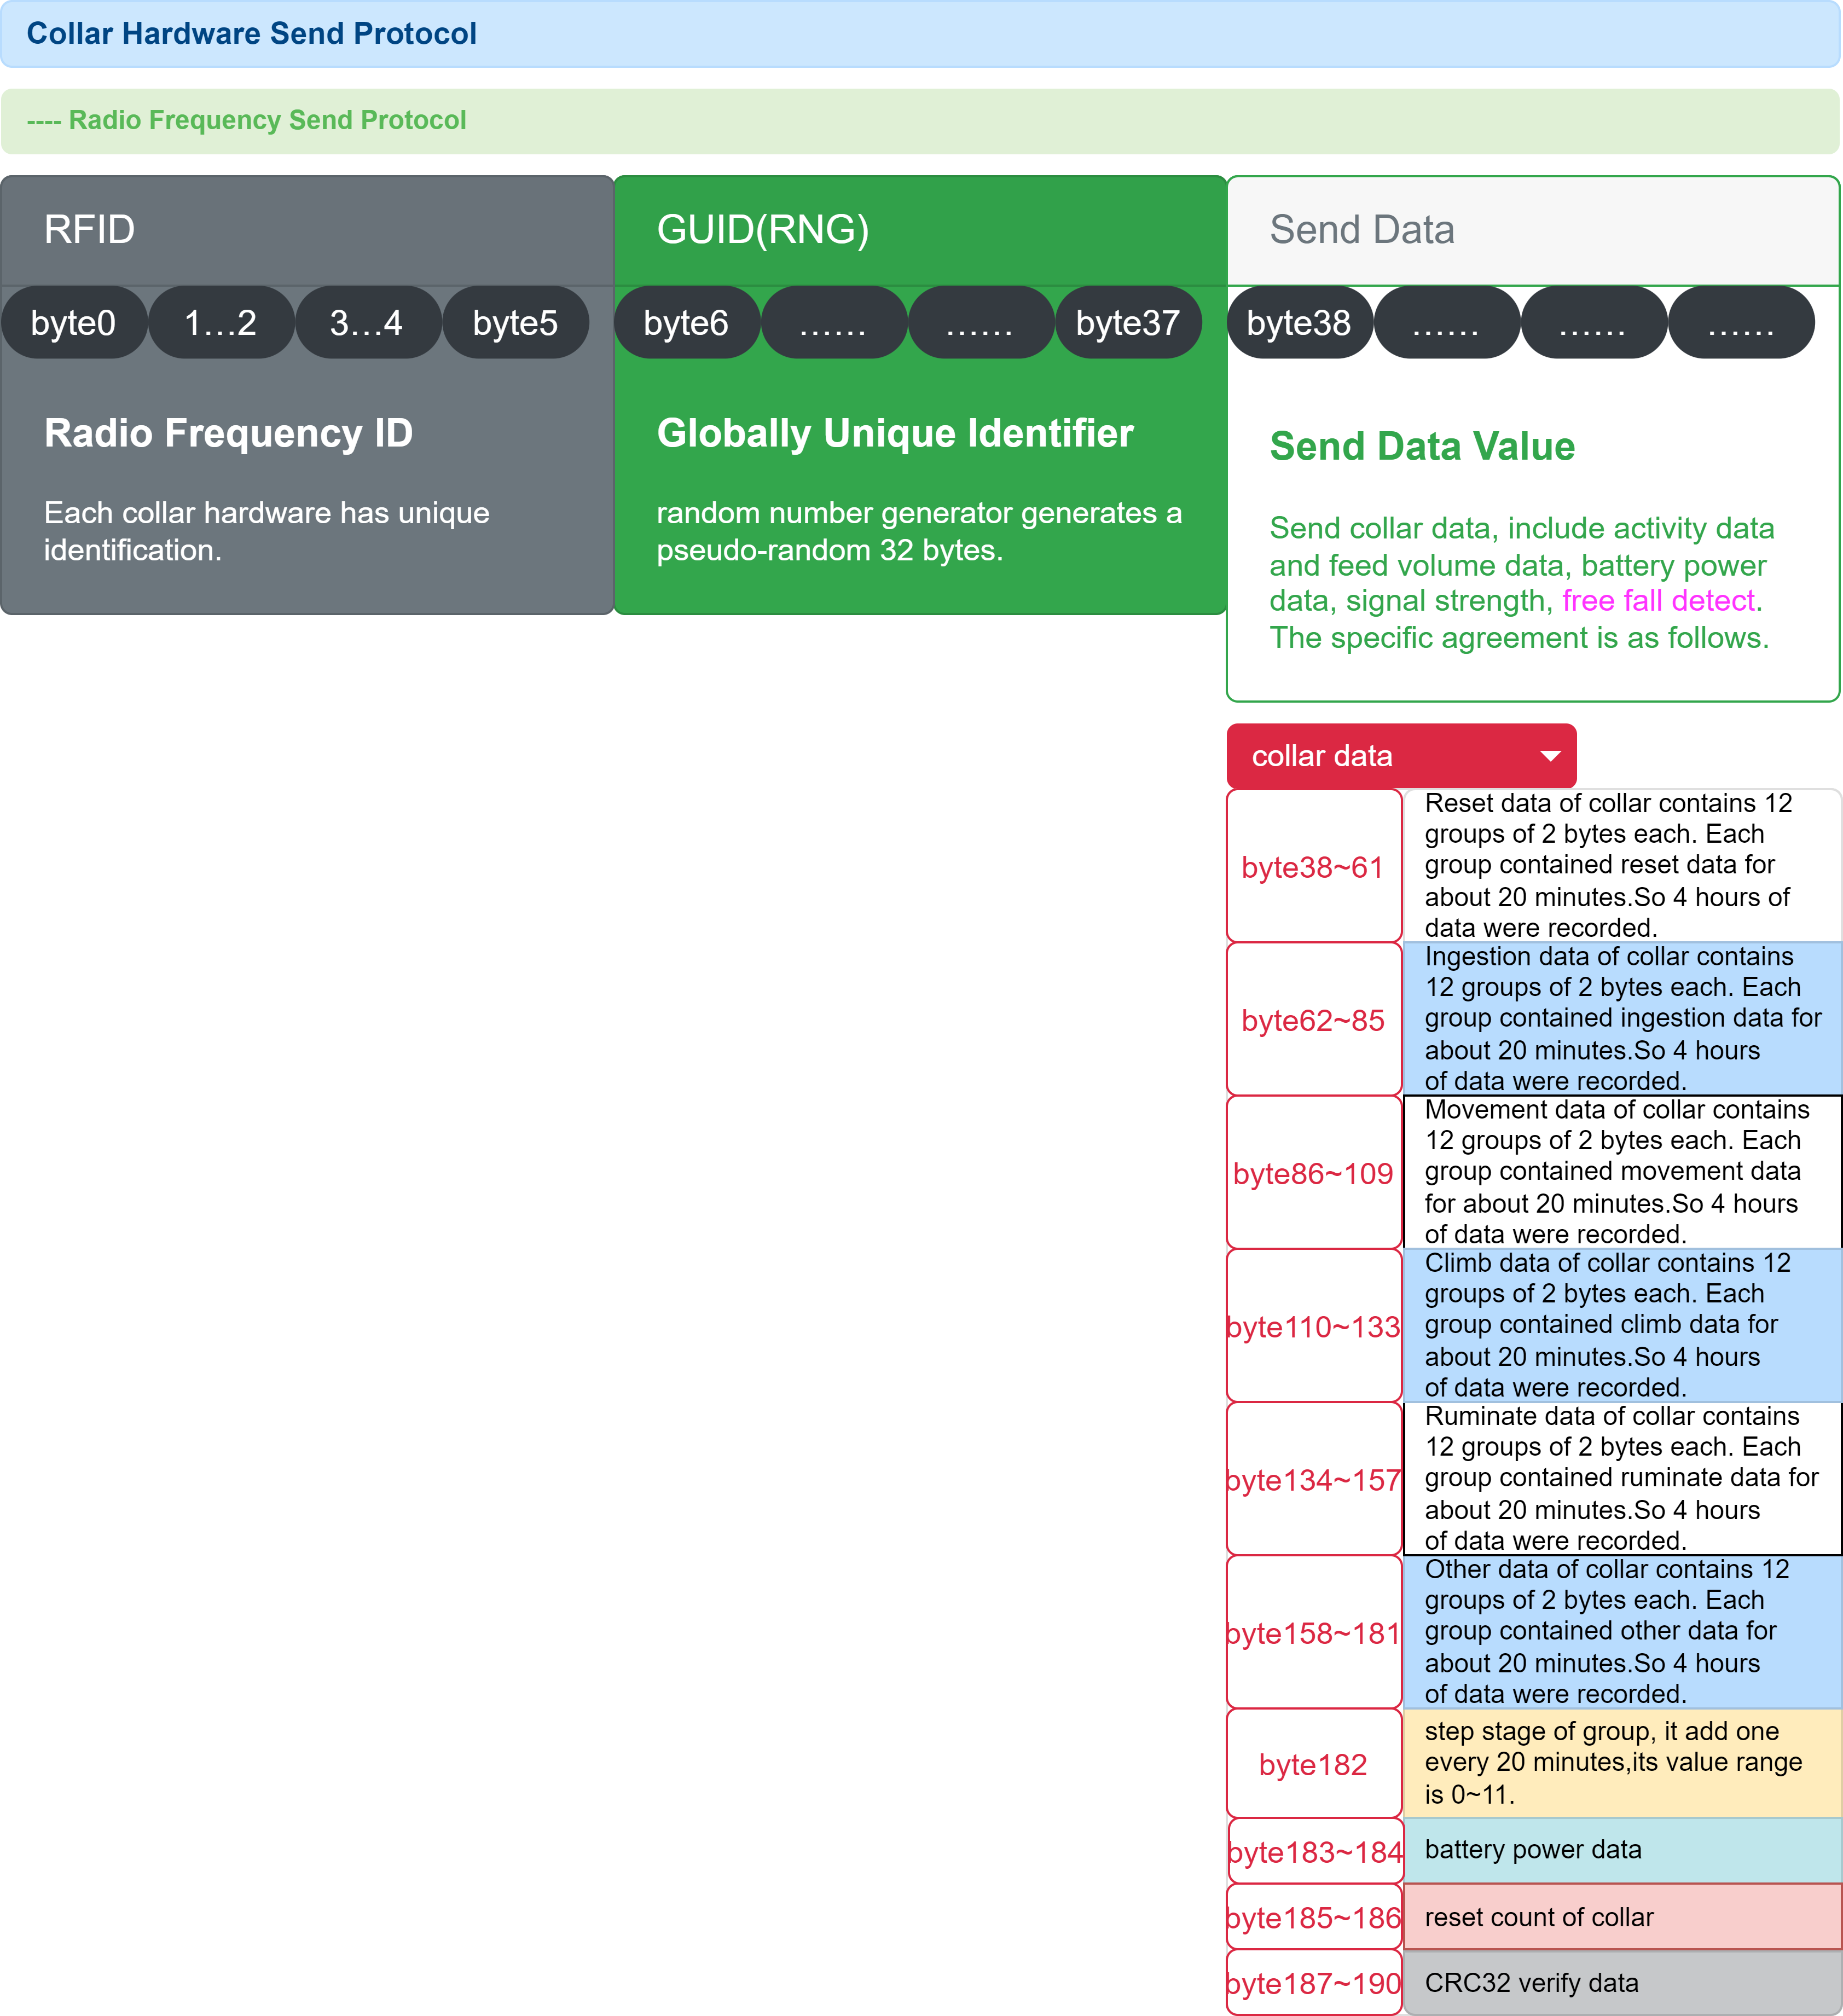 Collar Hardware Send Protocol
---- Radio Frequency Send Protocol
RFID
byte0 1...2 3...4 byte5
Radio Frequency ID
Each collar hardware has unique
identification.
GUID(RNG)
byte6 ...... ...... byte37
Globally Unique Identifier
random number generator generates a
pseudo-random 32 bytes.
Send Data
byte38 ...... ...... ......
Send Data Value
Send collar data, include activity data
and feed volume data, battery power
data, signal strength, free fall detect.
The specific agreement is as follows.
collar data
byte38~61
Reset data of collar contains 12
groups of 2 bytes each. Each
group contained reset data for
about 20 minutes.So 4 hours of
data were recorded.
byte62~85
Ingestion data of collar contains
12 groups of 2 bytes each. Each
group contained ingestion data for
about 20 minutes.So 4 hours
of data were recorded.
byte86~109
Movement data of collar contains
12 groups of 2 bytes each. Each
group contained movement data
for about 20 minutes.So 4 hours
of data were recorded.
byte110~133
Climb data of collar contains 12
groups of 2 bytes each. Each
group contained climb data for
about 20 minutes.So 4 hours
of data were recorded.
byte134~157
Ruminate data of collar contains
12 groups of 2 bytes each. Each
group contained ruminate data for
about 20 minutes.So 4 hours
of data were recorded.
byte158~181
Other data of collar contains 12
groups of 2 bytes each. Each
group contained other data for
about 20 minutes.So 4 hours
of data were recorded.
byte182
step stage of group, it add one
every 20 minutes,its value range
is 0~11.
byte183~184
battery power data
byte185~186
reset count of collar
byte187~190
CRC32 verify data